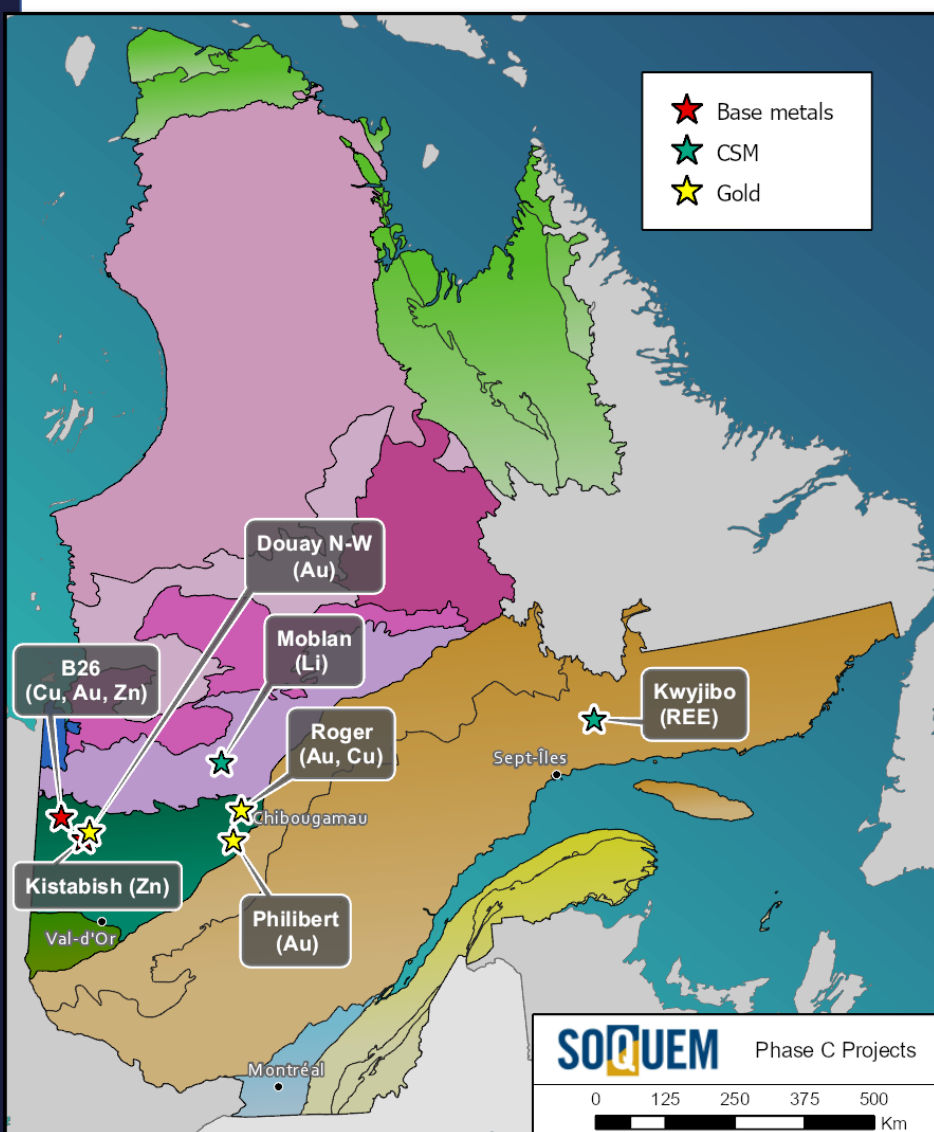 Base metals
CSM
Gold
Douay N-W
(Au)
Moblan
(Li)
B26
(Cu, Au, Zn)
Kwyjibo
(REE)
Roger
(Au, Cu)
Sept-Îles
Chibougamau
Kistabish (Zn)
Philibert
(Au)
Val-d'Or
Montréal
SOQUEM
Phase C Projects
0 125 250 375 500
Km